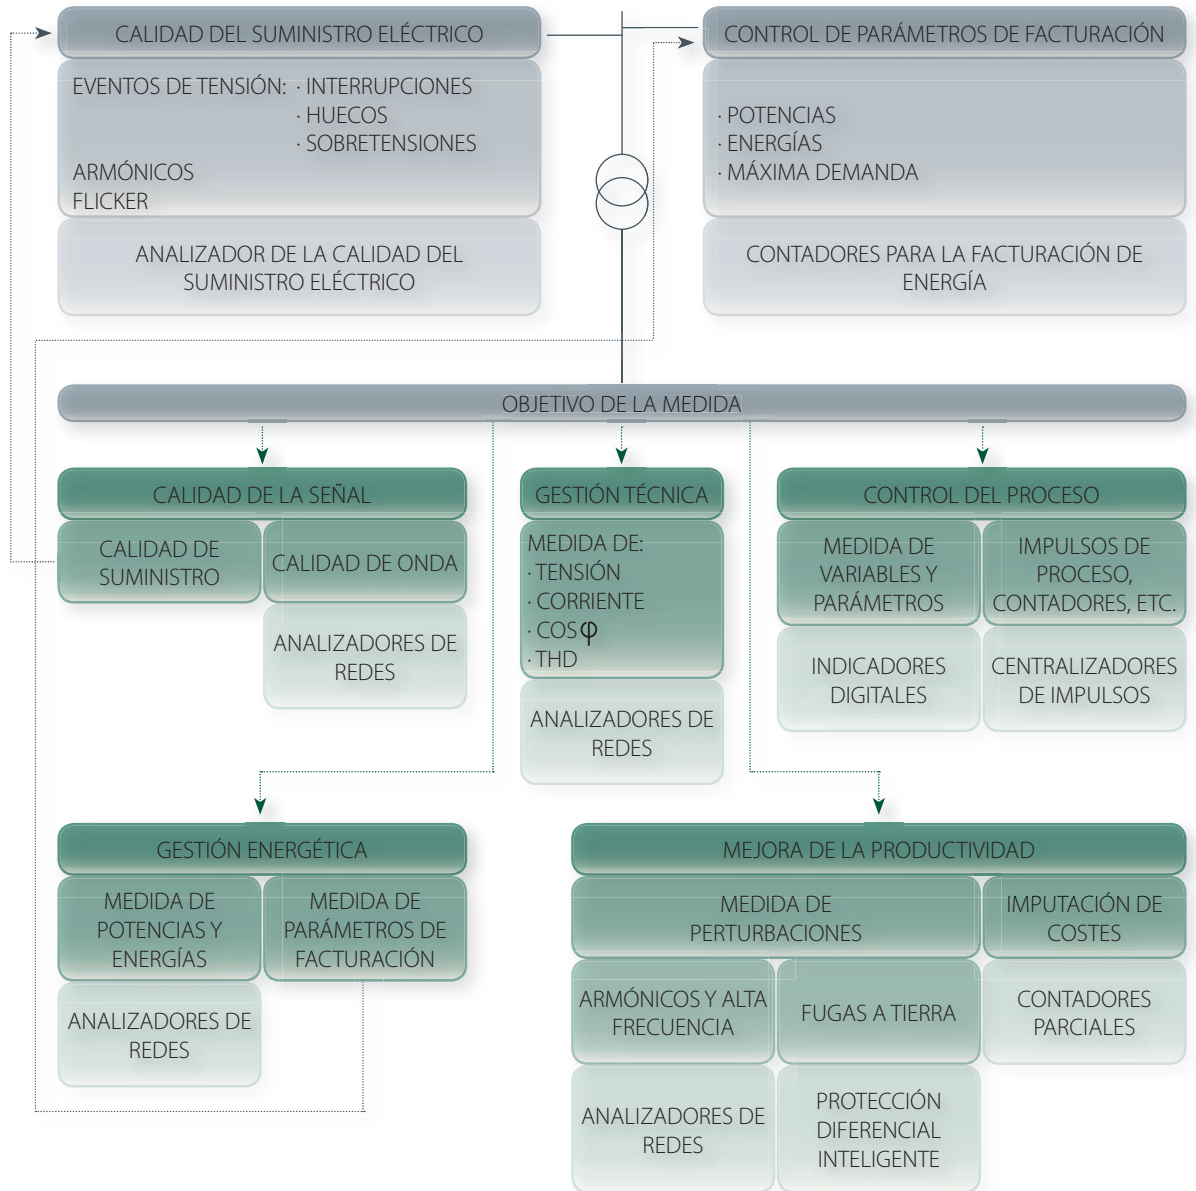 CALIDAD DEL SUMINISTRO ELÉCTRICO
EVENTOS DE TENSIÓN: · INTERRUPCIONES
· HUECOS
· SOBRETENSIONES
ARMÓNICOS
FLICKER
ANALIZADOR DE LA CALIDAD DEL
SUMINISTRO ELÉCTRICO
CONTROL DE PARÁMETROS DE FACTURACIÓN
· POTENCIAS
· ENERGÍAS
· MÁXIMA DEMANDA
CONTADORES PARA LA FACTURACIÓN DE
ENERGÍA
OBJETIVO DE LA MEDIDA
CALIDAD DE LA SEÑAL
CALIDAD DE
SUMINISTRO
CALIDAD DE ONDA
ANALIZADORES DE
REDES
GESTIÓN TÉCNICA
MEDIDA DE:
· TENSIÓN
· CORRIENTE
· COS φ
· THD
ANALIZADORES DE
REDES
CONTROL DEL PROCESO
MEDIDA DE
VARIABLES Y
PARÁMETROS
INDICADORES
DIGITALES
IMPULSOS DE
PROCESO,
CONTADORES, ETC.
CENTRALIZADORES
DE IMPULSOS
GESTIÓN ENERGÉTICA
MEDIDA DE
POTENCIAS Y
ENERGÍAS
ANALIZADORES DE
REDES
MEDIDA DE
PARÁMETROS DE
FACTURACIÓN
MEJORA DE LA PRODUCTIVIDAD
MEDIDA DE
PERTURBACIONES
ARMÓNICOS Y ALTA
FRECUENCIA
ANALIZADORES DE
REDES
FUGAS A TIERRA
PROTECCIÓN
DIFERENCIAL
INTELIGENTE
IMPUTACIÓN DE
COSTES
CONTADORES
PARCIALES